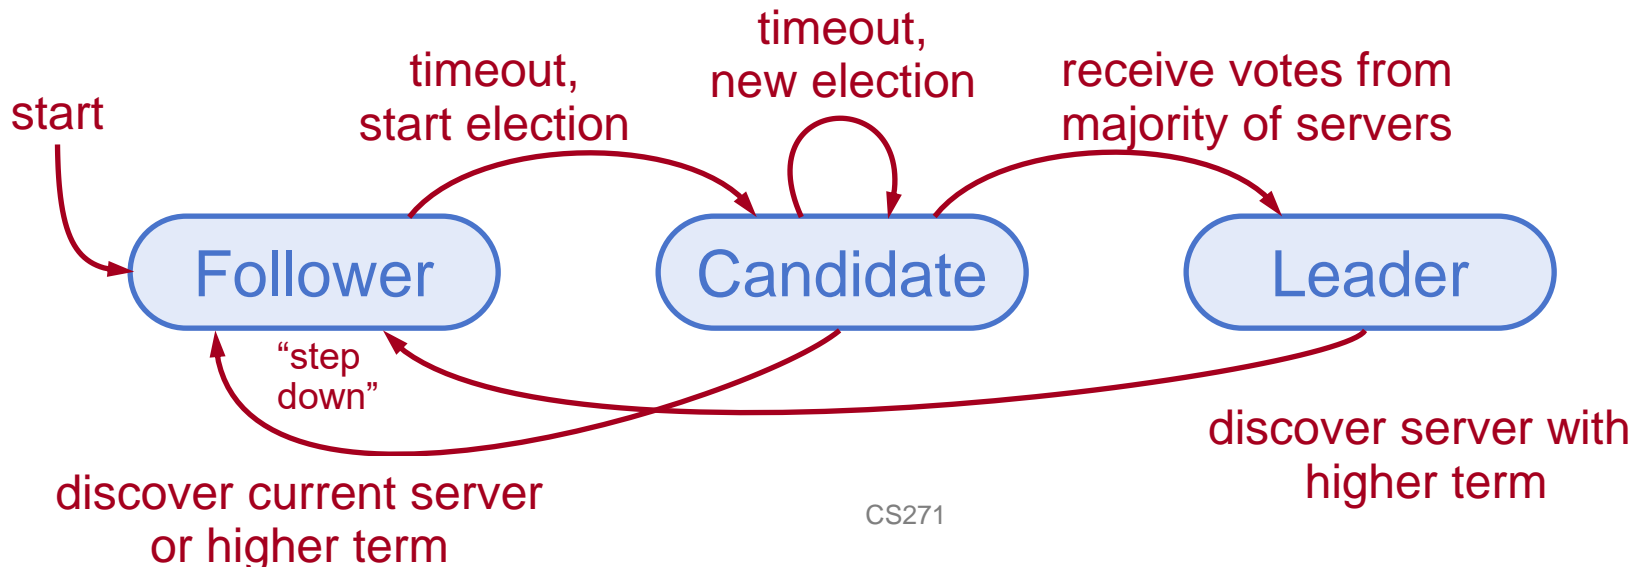 start
timeout,
start election
timeout,
new election
receive votes from
majority of servers
Follower
Candidate
Leader
“step
down”
discover current server
or higher term
discover server with
higher term
CS271